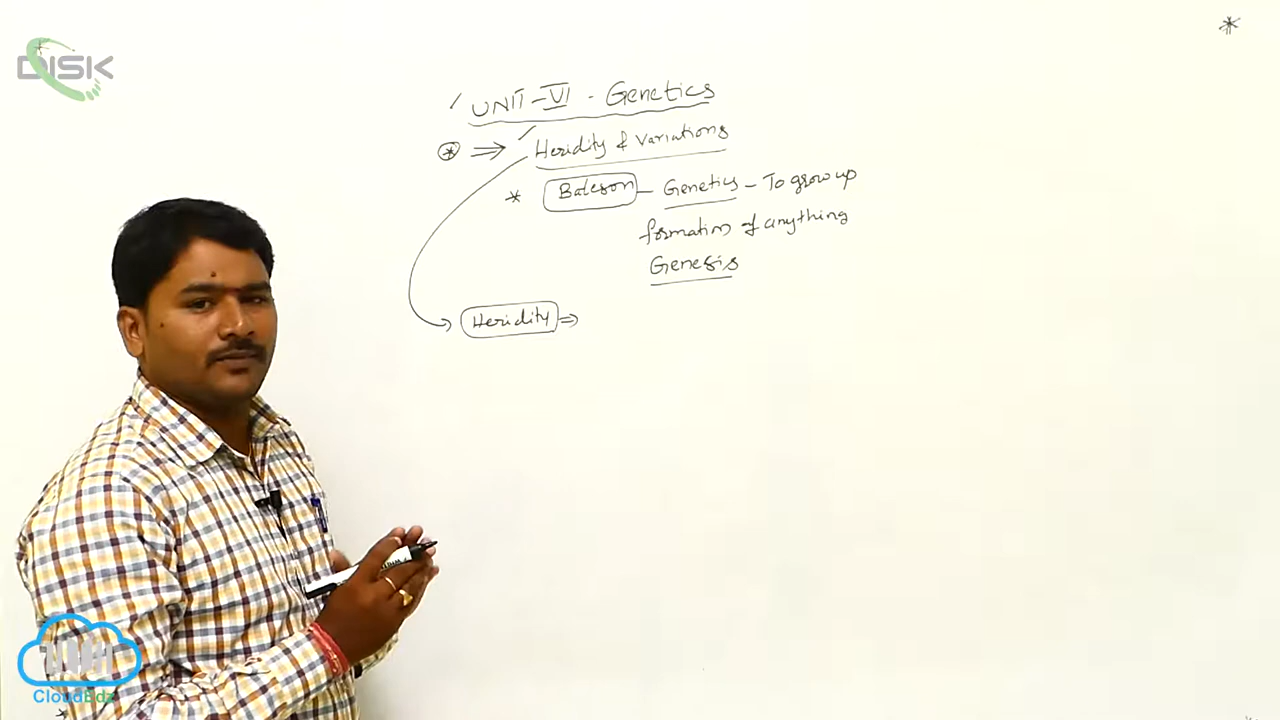 DISK
UNIT-VI - Genetics
Heridity & Variations
Bateson - Genetics - To grow up
formation of anything
Genesis
Heridity ⇒
CloudEdz